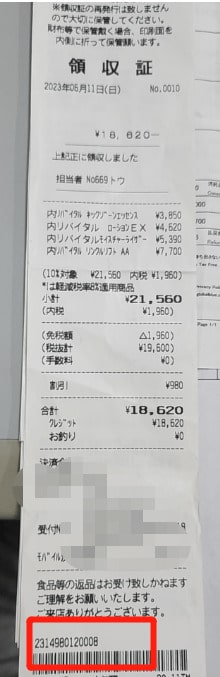 ※領収証の再発行は致しません
ので大切に保管してください。
財布等で保管戴く場合、印刷面を
内側に折って保管願います。
領収証
2023年06月11日(日) No.0010
¥18,620−
上記正に領収しました
担当者 No669トウ
内リバイタル ネックゾーンエッセンス ¥3,850
内リバイタル ローションEX ¥4,620
内リバイタルモイスチャーライザー ¥5,390
内リバイタル リンクルリフト AA ¥7,700
(10%対象 ¥21,560 内税 ¥1,960)
*は軽減税率8%適用商品
小計 ¥21,560
(内税 ¥1,960)
(免税額 △1,960)
(税抜計 ¥19,600)
(手数料 ¥0)
割引 ¥980
合計 ¥18,620
クレジット ¥18,620
お釣り ¥0
食品等の返品はお受け致しかねます
ご理解をお願いいたします。
ご来店ありがとうございます。
2314980120008